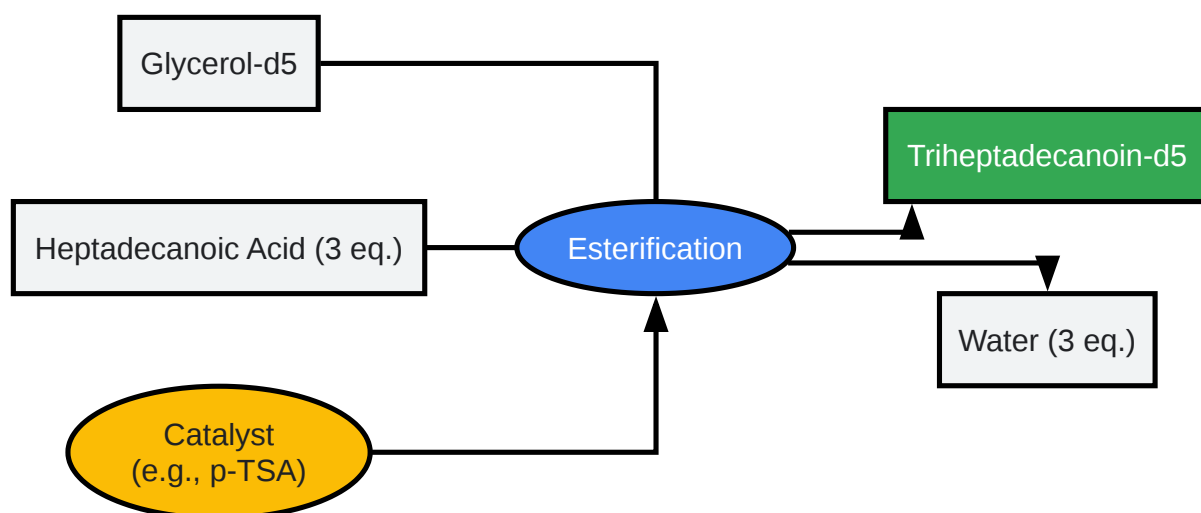 Glycerol-d5
Triheptadecanoin-d5
Heptadecanoic Acid (3 eq.)
Esterification
Water (3 eq.)
Catalyst
(e.g., p-TSA)